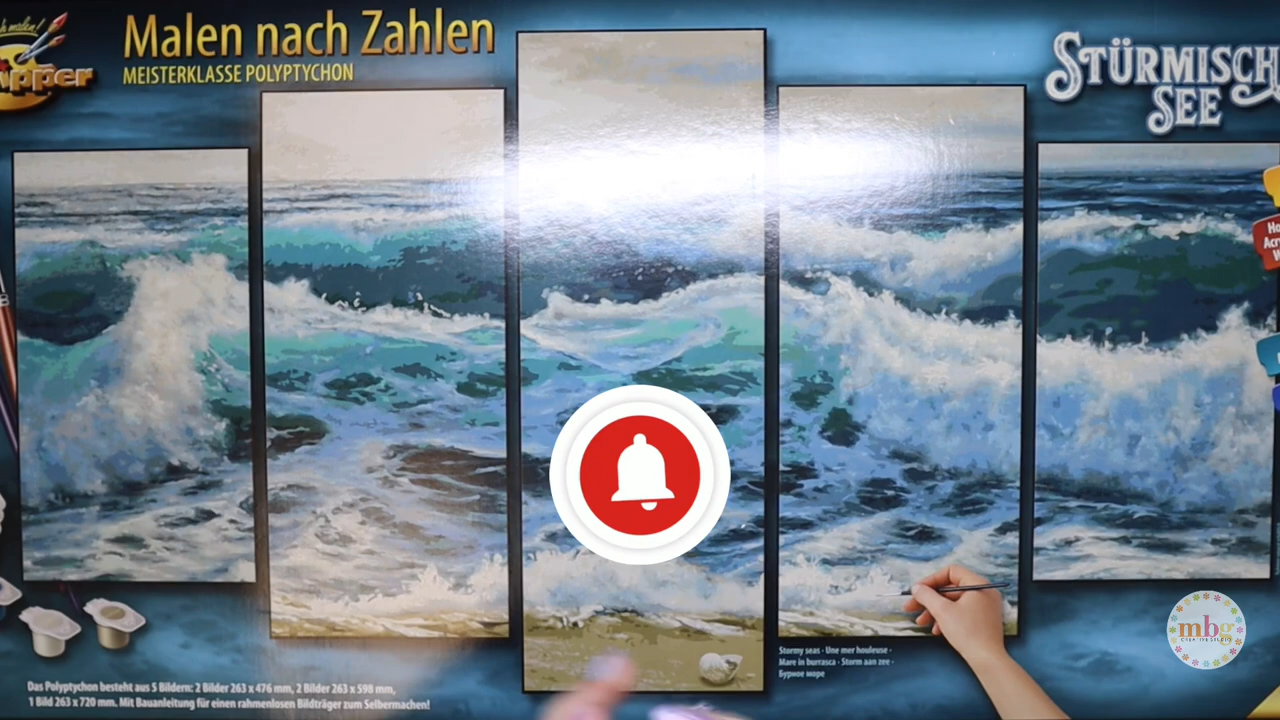 Malen nach Zahlen
MEISTERKLASSE POLYPTYCHON
STÜRMISCH
SEE
Stormy seas · Une mer houleuse ·
Mare in burrasca · Storm aan zee ·
Бурное море
Das Polyptychon besteht aus 5 Bildern: 2 Bilder 263 x 476 mm, 2 Bilder 263 x 598 mm,
1 Bild 263 x 720 mm. Mit Bauanleitung für einen rahmenlosen Bildträger zum Selbermachen!
mbg
CREATIVE STUDIO